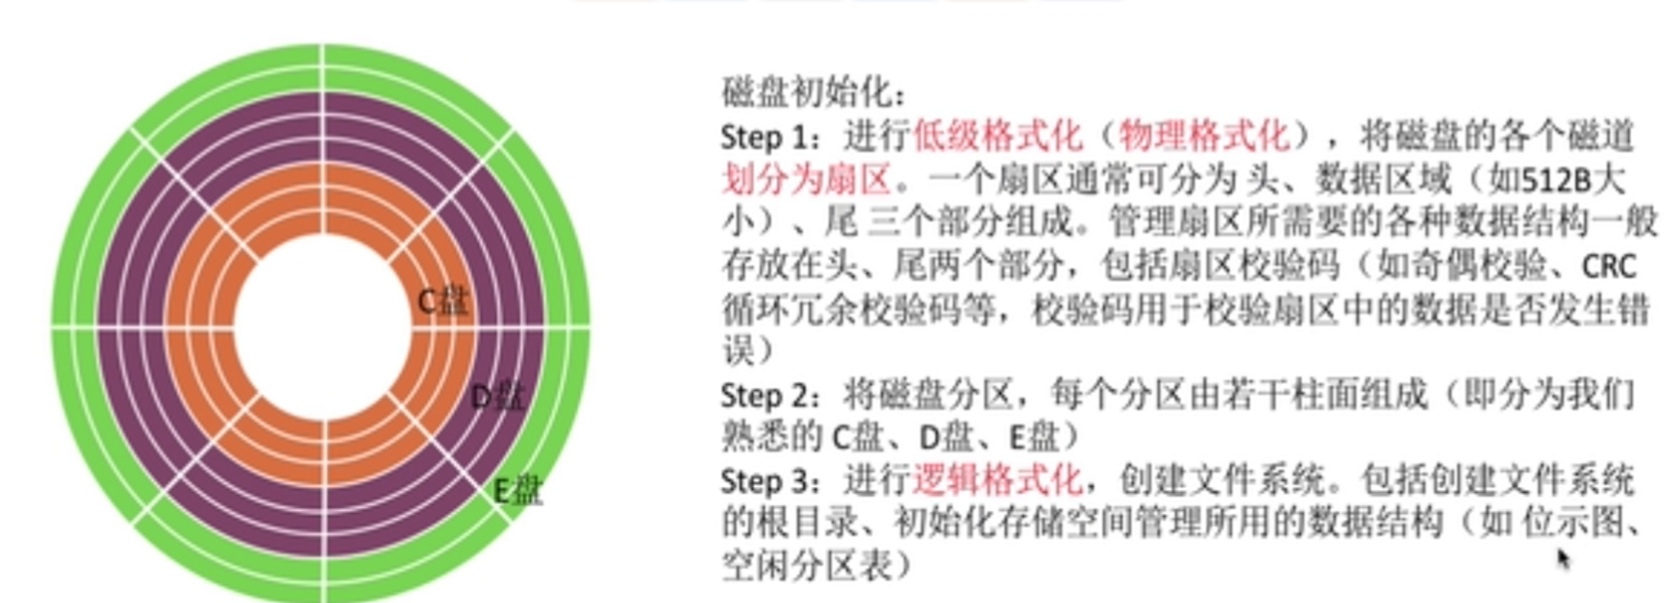 磁盘初始化：
Step 1：进行低级格式化（物理格式化），将磁盘的各个磁道
划分为扇区。一个扇区通常可分为 头、数据区域（如512B大
小）、尾 三个部分组成。管理扇区所需要的各种数据结构一般
存放在头、尾两个部分，包括扇区校验码（如奇偶校验、CRC
循环冗余校验码等，校验码用于校验扇区中的数据是否发生错
误）
Step 2：将磁盘分区，每个分区由若干柱面组成（即分为我们
熟悉的 C盘、D盘、E盘）
Step 3：进行逻辑格式化，创建文件系统。包括创建文件系统
的根目录、初始化存储空间管理所用的数据结构（如 位示图、
空闲分区表）
C盘
D盘
E盘